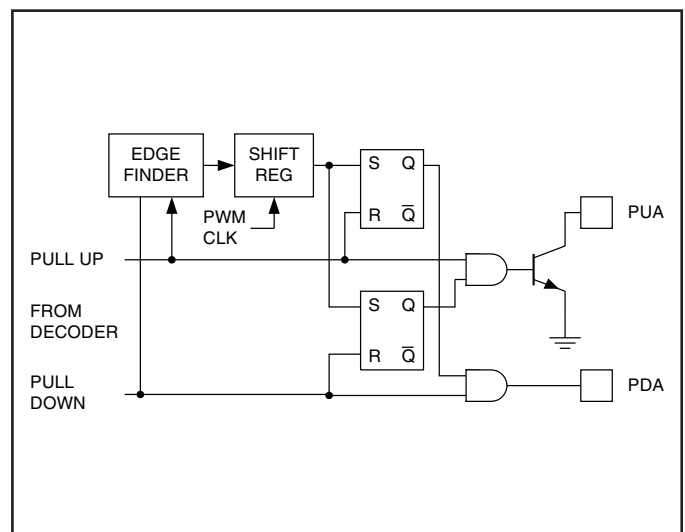 EDGE
FINDER
SHIFT
REG
PWM
CLK
S Q
R Q̅
PUA
PULL UP
FROM
DECODER
S Q
R Q̅
PULL
DOWN
PDA